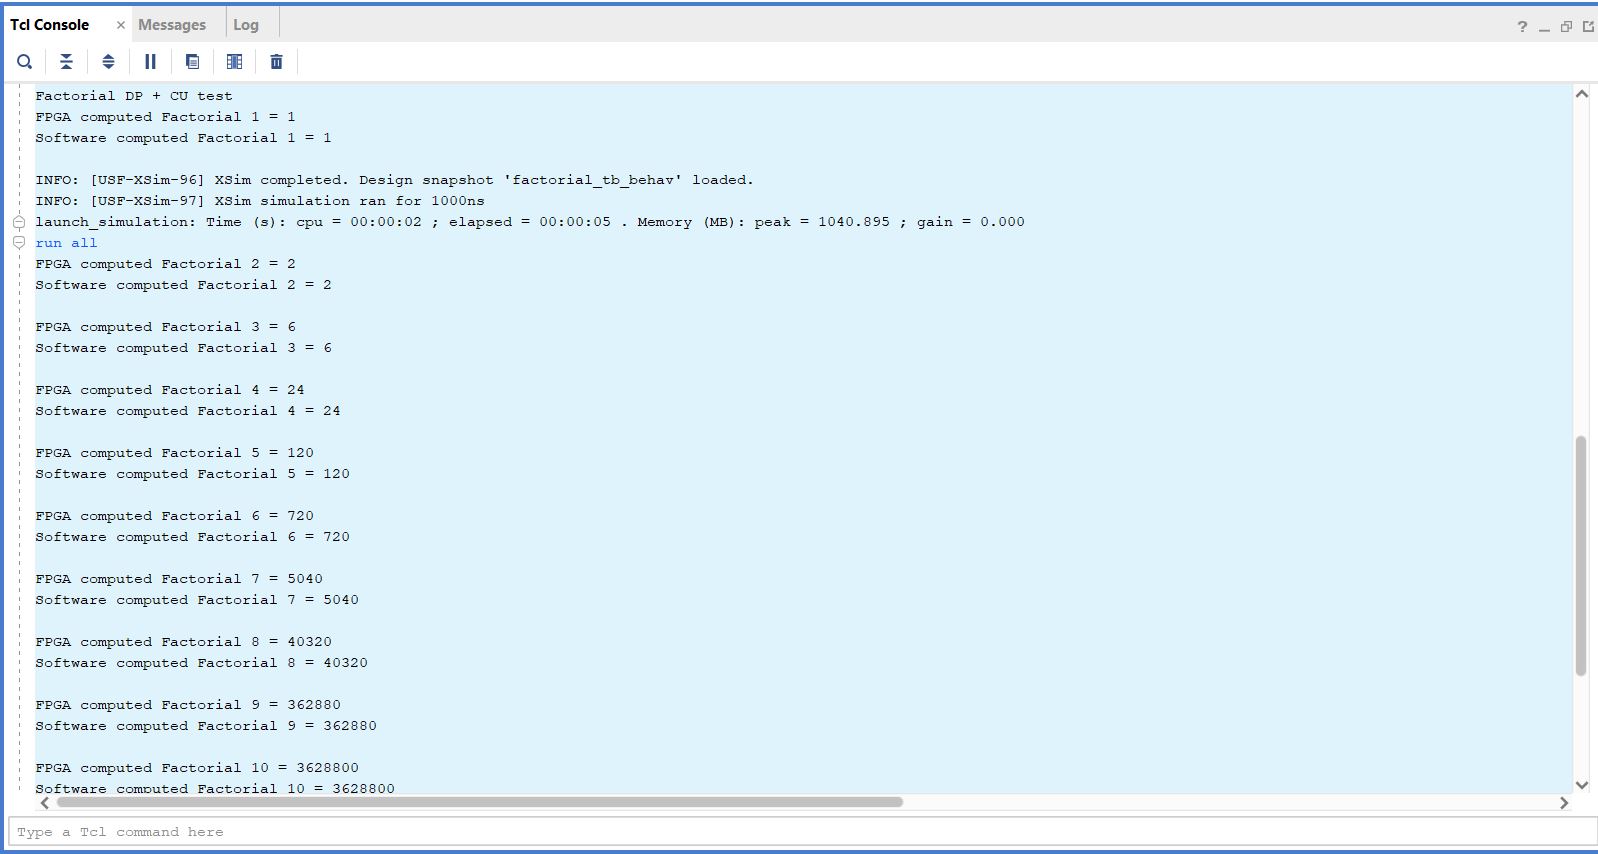 Tcl Console × Messages Log
?
Factorial DP + CU test
FPGA computed Factorial 1 = 1
Software computed Factorial 1 = 1
INFO: [USF-XSim-96] XSim completed. Design snapshot 'factorial_tb_behav' loaded.
INFO: [USF-XSim-97] XSim simulation ran for 1000ns
launch_simulation: Time (s): cpu = 00:00:02 ; elapsed = 00:00:05 . Memory (MB): peak = 1040.895 ; gain = 0.000
run all
FPGA computed Factorial 2 = 2
Software computed Factorial 2 = 2
FPGA computed Factorial 3 = 6
Software computed Factorial 3 = 6
FPGA computed Factorial 4 = 24
Software computed Factorial 4 = 24
FPGA computed Factorial 5 = 120
Software computed Factorial 5 = 120
FPGA computed Factorial 6 = 720
Software computed Factorial 6 = 720
FPGA computed Factorial 7 = 5040
Software computed Factorial 7 = 5040
FPGA computed Factorial 8 = 40320
Software computed Factorial 8 = 40320
FPGA computed Factorial 9 = 362880
Software computed Factorial 9 = 362880
FPGA computed Factorial 10 = 3628800
Software computed Factorial 10 = 3628800
Type a Tcl command here